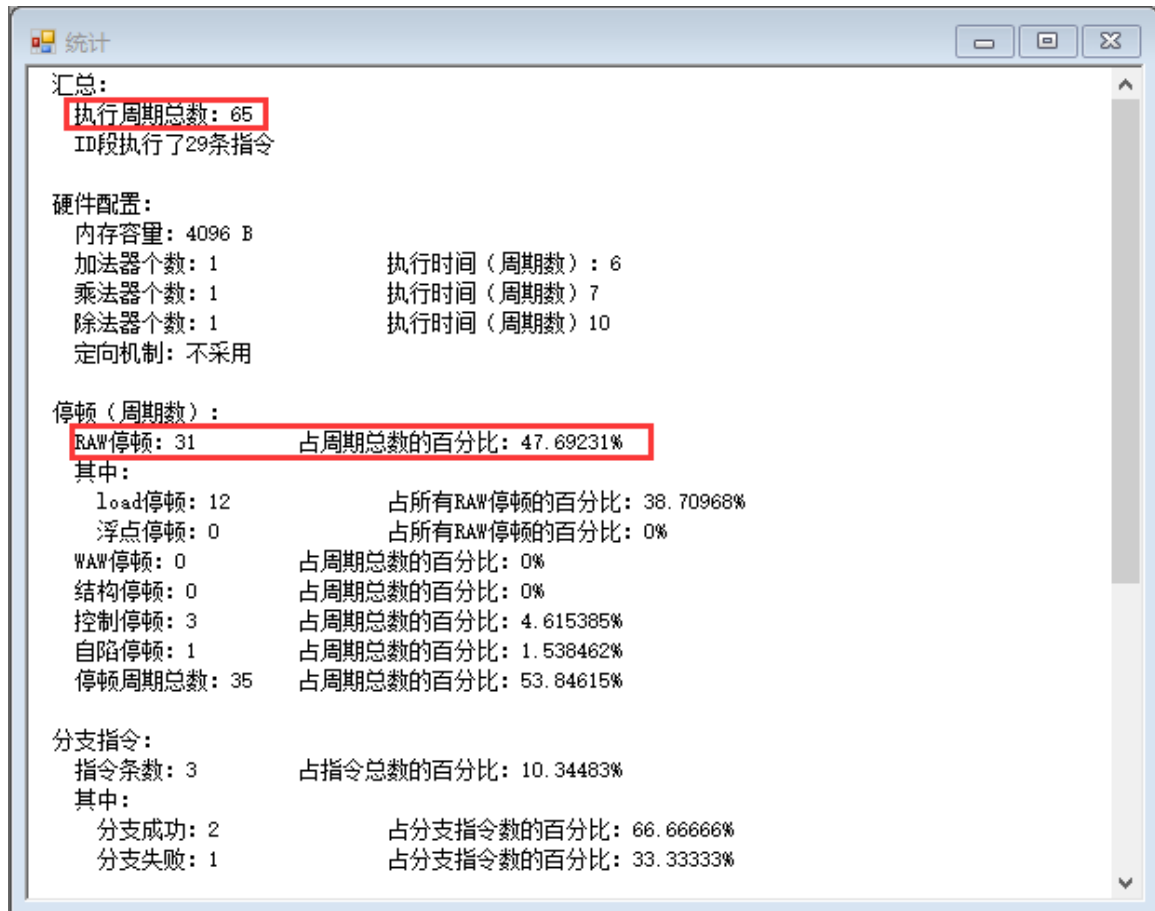 统计
汇总:
执行周期总数: 65
ID段执行了29条指令
硬件配置:
内存容量: 4096 B
加法器个数: 1 执行时间(周期数): 6
乘法器个数: 1 执行时间(周期数) 7
除法器个数: 1 执行时间(周期数) 10
定向机制: 不采用
停顿(周期数):
RAW停顿: 31 占周期总数的百分比: 47.69231%
其中:
load停顿: 12 占所有RAW停顿的百分比: 38.70968%
浮点停顿: 0 占所有RAW停顿的百分比: 0%
WAW停顿: 0 占周期总数的百分比: 0%
结构停顿: 0 占周期总数的百分比: 0%
控制停顿: 3 占周期总数的百分比: 4.615385%
自陷停顿: 1 占周期总数的百分比: 1.538462%
停顿周期总数: 35 占周期总数的百分比: 53.84615%
分支指令:
指令条数: 3 占指令总数的百分比: 10.34483%
其中:
分支成功: 2 占分支指令数的百分比: 66.66666%
分支失败: 1 占分支指令数的百分比: 33.33333%